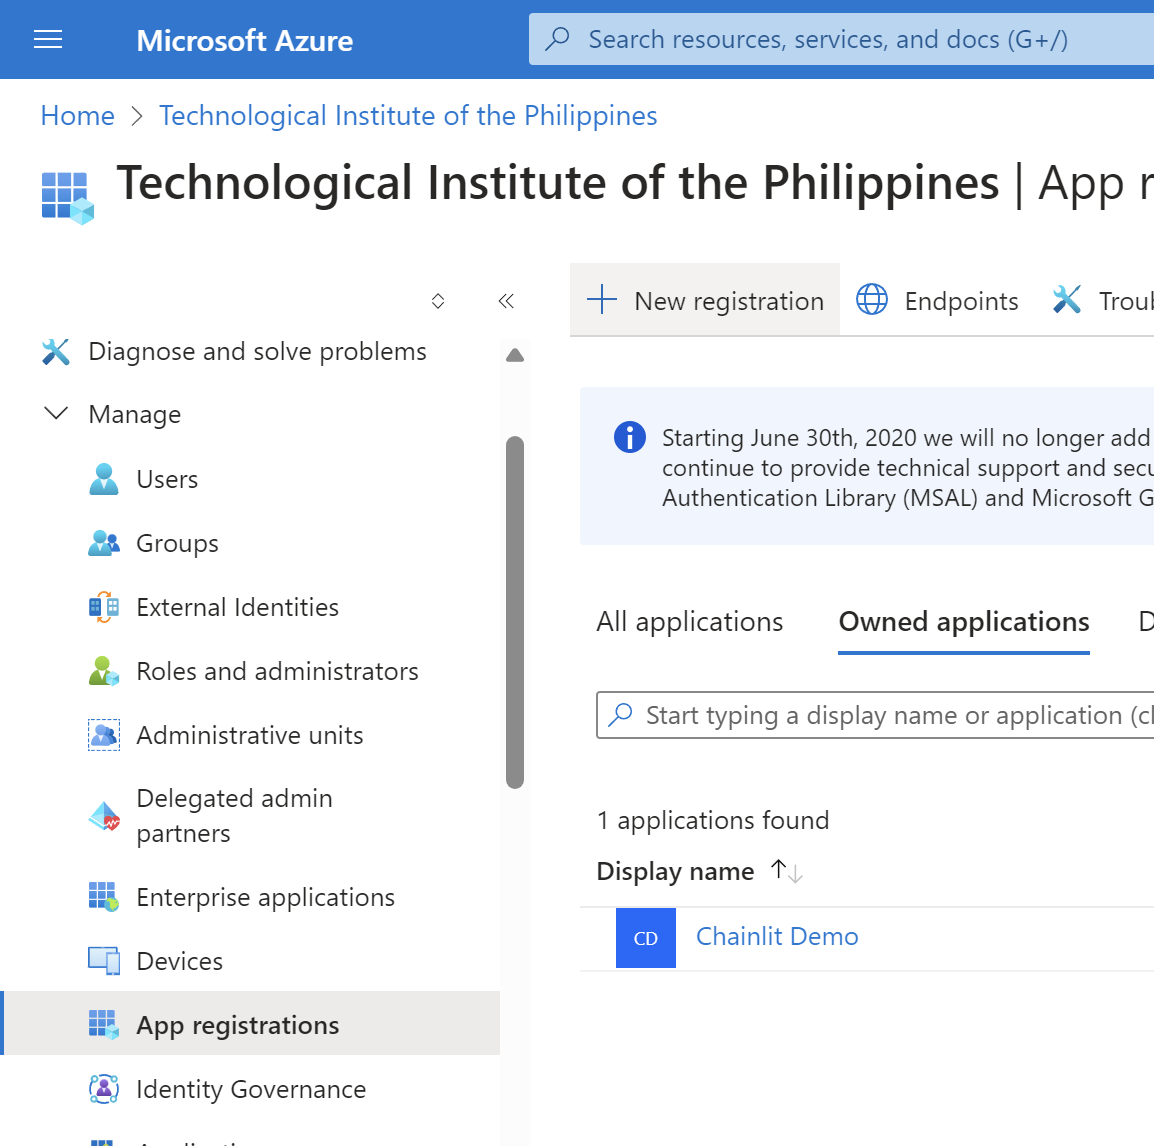 Microsoft Azure
Search resources, services, and docs (G+/)
Home > Technological Institute of the Philippines
Technological Institute of the Philippines | App r
Diagnose and solve problems
Manage
Users
Groups
External Identities
Roles and administrators
Administrative units
Delegated admin
partners
Enterprise applications
Devices
App registrations
Identity Governance
New registration
Endpoints
Troub
Starting June 30th, 2020 we will no longer add
continue to provide technical support and secu
Authentication Library (MSAL) and Microsoft G
All applications
Owned applications
D
Start typing a display name or application (cl
1 applications found
Display name
CD
Chainlit Demo